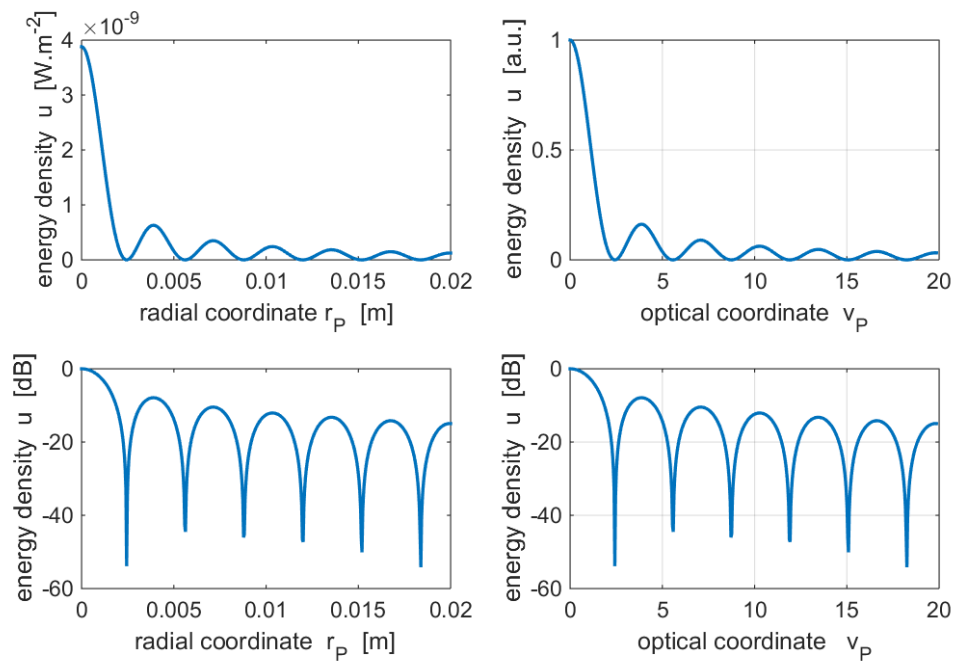 ×10⁻⁹
energy density u [W.m⁻²]
4
3
2
1
0
0 0.005 0.01 0.015 0.02
radial coordinate r_P [m]
energy density u [a.u.]
1
0.5
0
0 5 10 15 20
optical coordinate v_P
energy density u [dB]
0
-20
-40
-60
0 0.005 0.01 0.015 0.02
radial coordinate r_P [m]
energy density u [dB]
0
-20
-40
-60
0 5 10 15 20
optical coordinate v_P